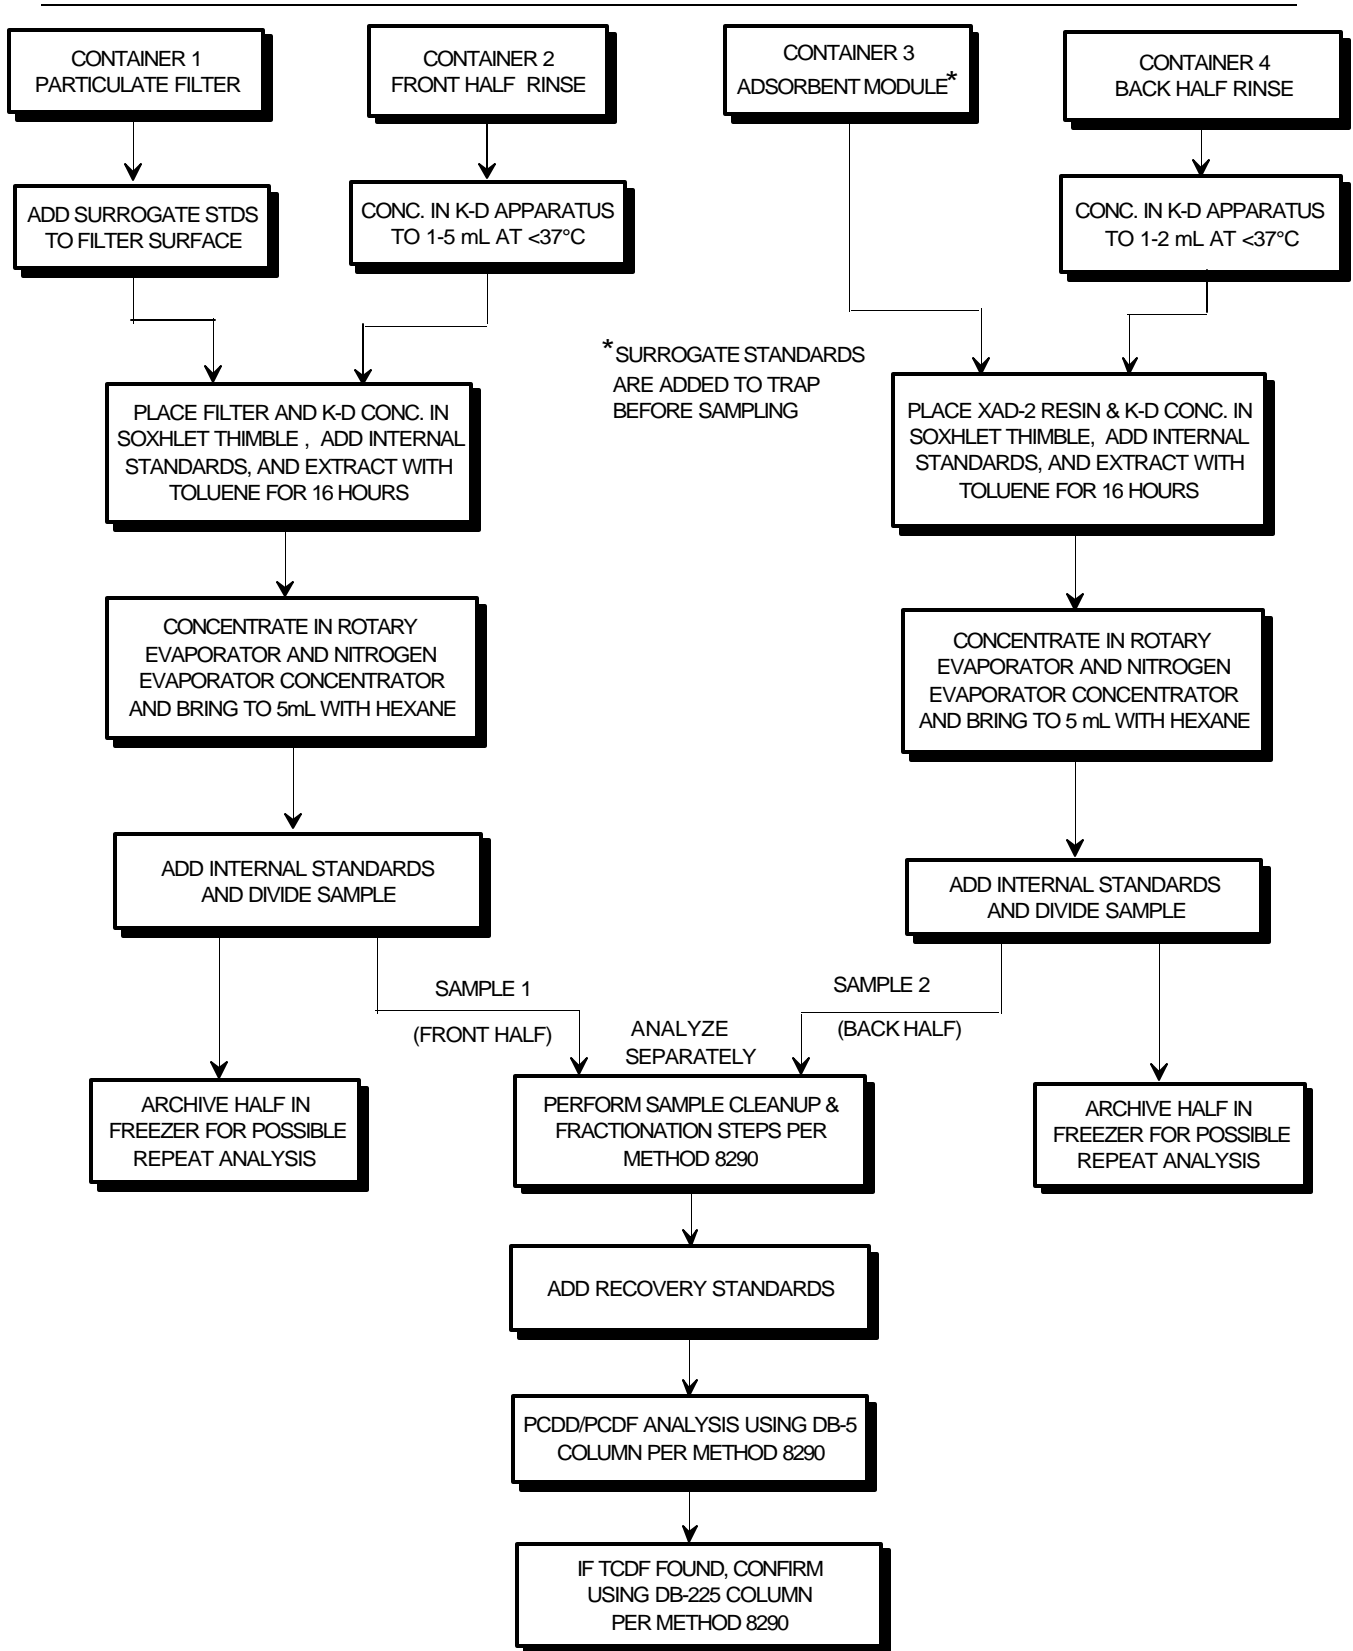 CONTAINER 1
PARTICULATE FILTER
CONTAINER 2
FRONT HALF RINSE
CONTAINER 3
ADSORBENT MODULE*
CONTAINER 4
BACK HALF RINSE
ADD SURROGATE STDS
TO FILTER SURFACE
CONC. IN K-D APPARATUS
TO 1-5 mL AT <37°C
CONC. IN K-D APPARATUS
TO 1-2 mL AT <37°C
*SURROGATE STANDARDS
ARE ADDED TO TRAP
BEFORE SAMPLING
PLACE FILTER AND K-D CONC. IN
SOXHLET THIMBLE , ADD INTERNAL
STANDARDS, AND EXTRACT WITH
TOLUENE FOR 16 HOURS
PLACE XAD-2 RESIN & K-D CONC. IN
SOXHLET THIMBLE, ADD INTERNAL
STANDARDS, AND EXTRACT WITH
TOLUENE FOR 16 HOURS
CONCENTRATE IN ROTARY
EVAPORATOR AND NITROGEN
EVAPORATOR CONCENTRATOR
AND BRING TO 5mL WITH HEXANE
CONCENTRATE IN ROTARY
EVAPORATOR AND NITROGEN
EVAPORATOR CONCENTRATOR
AND BRING TO 5 mL WITH HEXANE
ADD INTERNAL STANDARDS
AND DIVIDE SAMPLE
ADD INTERNAL STANDARDS
AND DIVIDE SAMPLE
SAMPLE 1
(FRONT HALF)
ANALYZE
SEPARATELY
SAMPLE 2
(BACK HALF)
ARCHIVE HALF IN
FREEZER FOR POSSIBLE
REPEAT ANALYSIS
PERFORM SAMPLE CLEANUP &
FRACTIONATION STEPS PER
METHOD 8290
ARCHIVE HALF IN
FREEZER FOR POSSIBLE
REPEAT ANALYSIS
ADD RECOVERY STANDARDS
PCDD/PCDF ANALYSIS USING DB-5
COLUMN PER METHOD 8290
IF TCDF FOUND, CONFIRM
USING DB-225 COLUMN
PER METHOD 8290